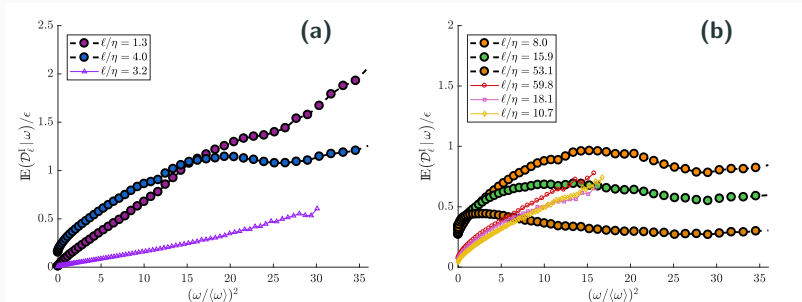 (a)
2.5
2
1.5
1
0.5
0
0 5 10 15 20 25 30 35
𝔼(𝒟_ℓ^I | ω)/ϵ
(ω/⟨ω⟩)²
ℓ/η = 1.3
ℓ/η = 4.0
ℓ/η = 3.2
(b)
2
1.5
1
0.5
0
0 5 10 15 20 25 30 35
𝔼(𝒟_ℓ^I | ω)/ϵ
(ω/⟨ω⟩)²
ℓ/η = 8.0
ℓ/η = 15.9
ℓ/η = 53.1
ℓ/η = 59.8
ℓ/η = 18.1
ℓ/η = 10.7